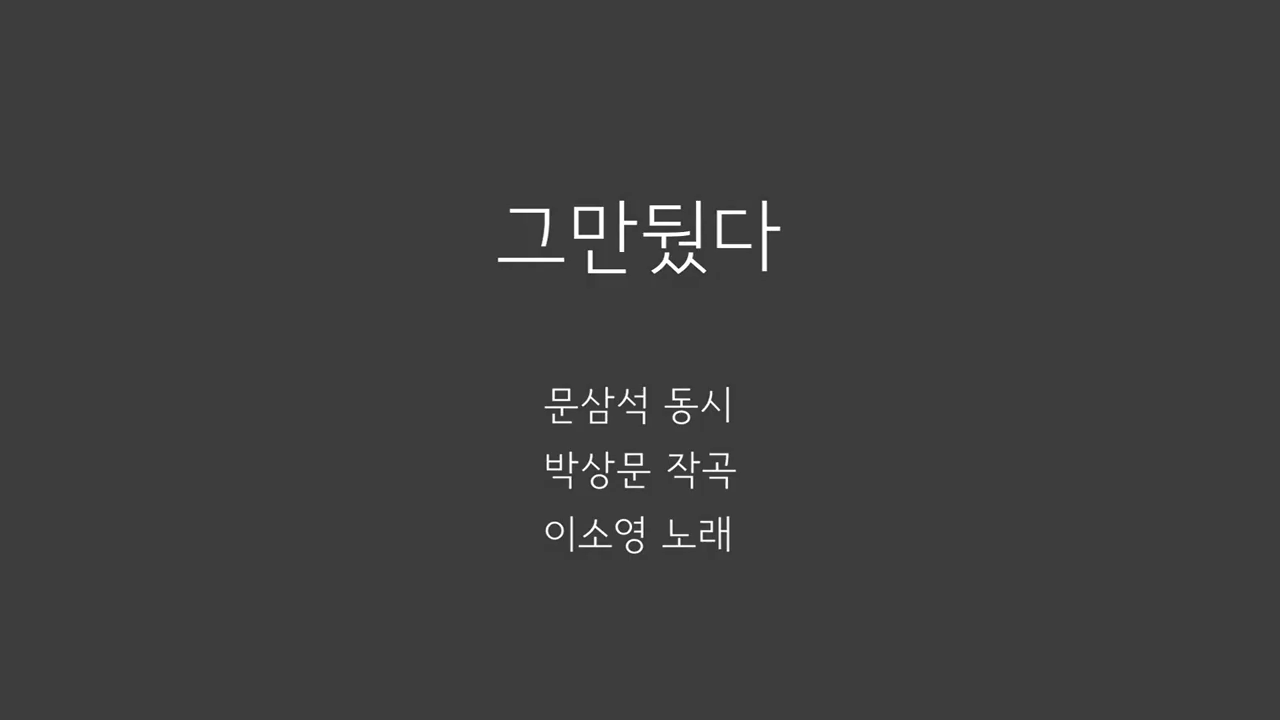 그만뒀다
문삼석 동시
박상문 작곡
이소영 노래